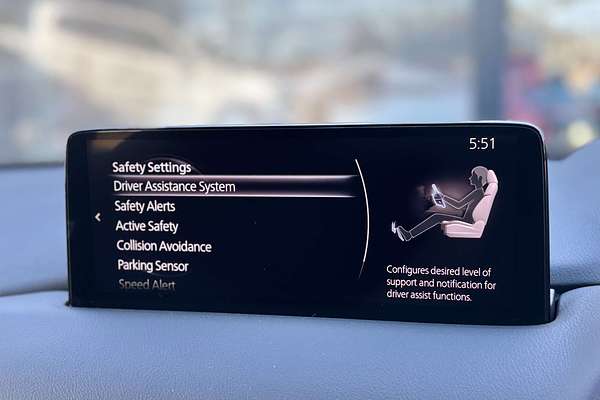 5:51
Safety Settings
Driver Assistance System
Safety Alerts
Active Safety
Collision Avoidance
Parking Sensor
Speed Alert
Configures desired level of
support and notification for
driver assist functions.